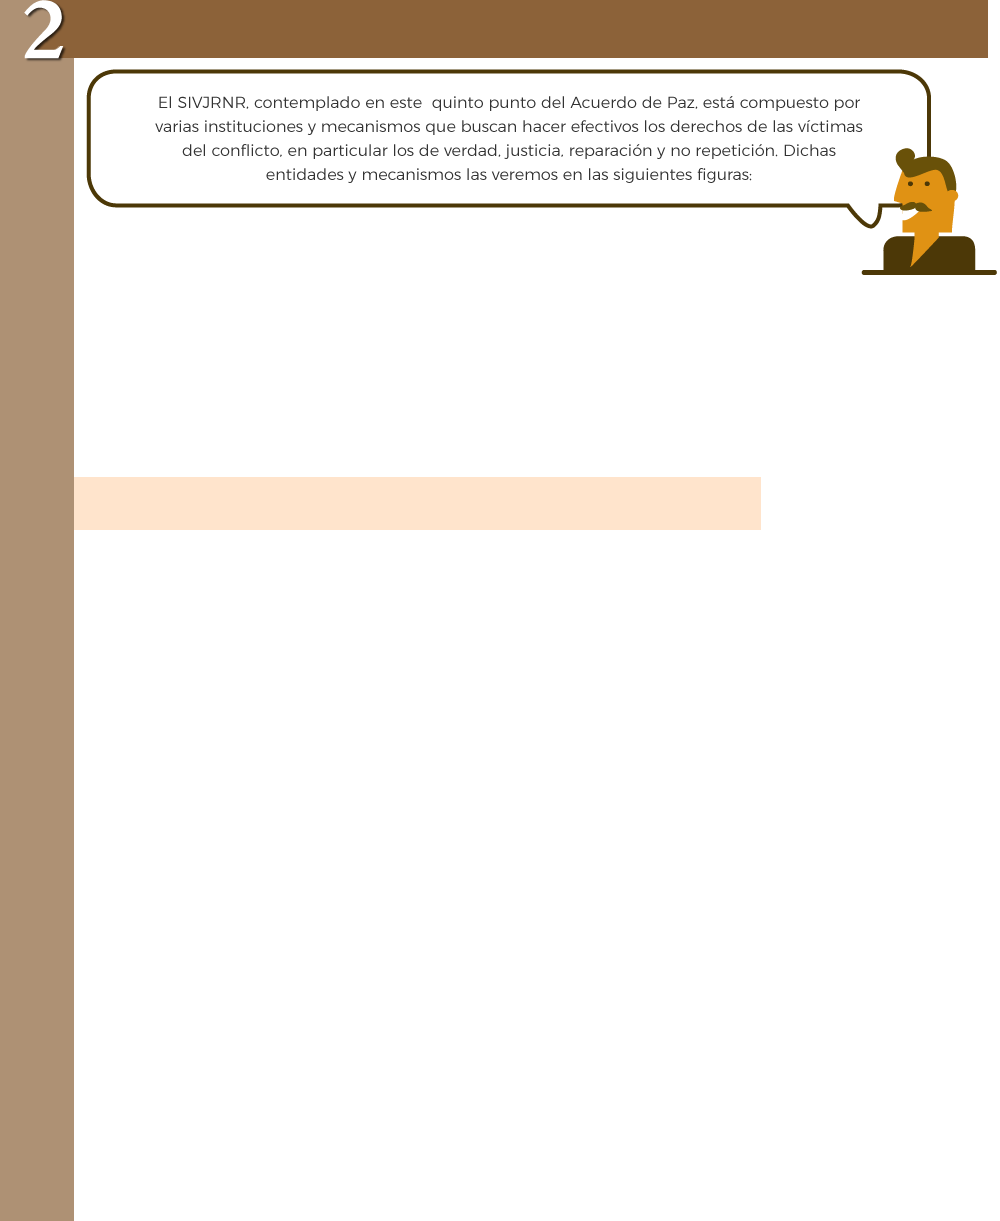 2
El SIVJRNR, contemplado en este  quinto punto del Acuerdo de Paz, está compuesto por
varias instituciones y mecanismos que buscan hacer efectivos los derechos de las víctimas
del conflicto, en particular los de verdad, justicia, reparación y no repetición. Dichas
entidades y mecanismos las veremos en las siguientes figuras: